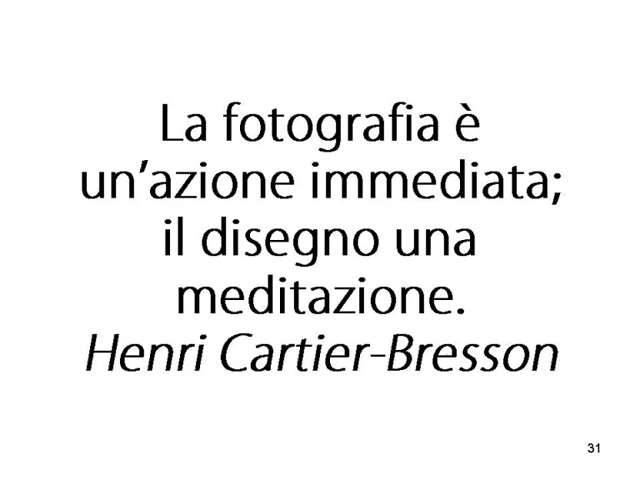 La fotografia è
un’azione immediata;
il disegno una
meditazione.
Henri Cartier-Bresson
31